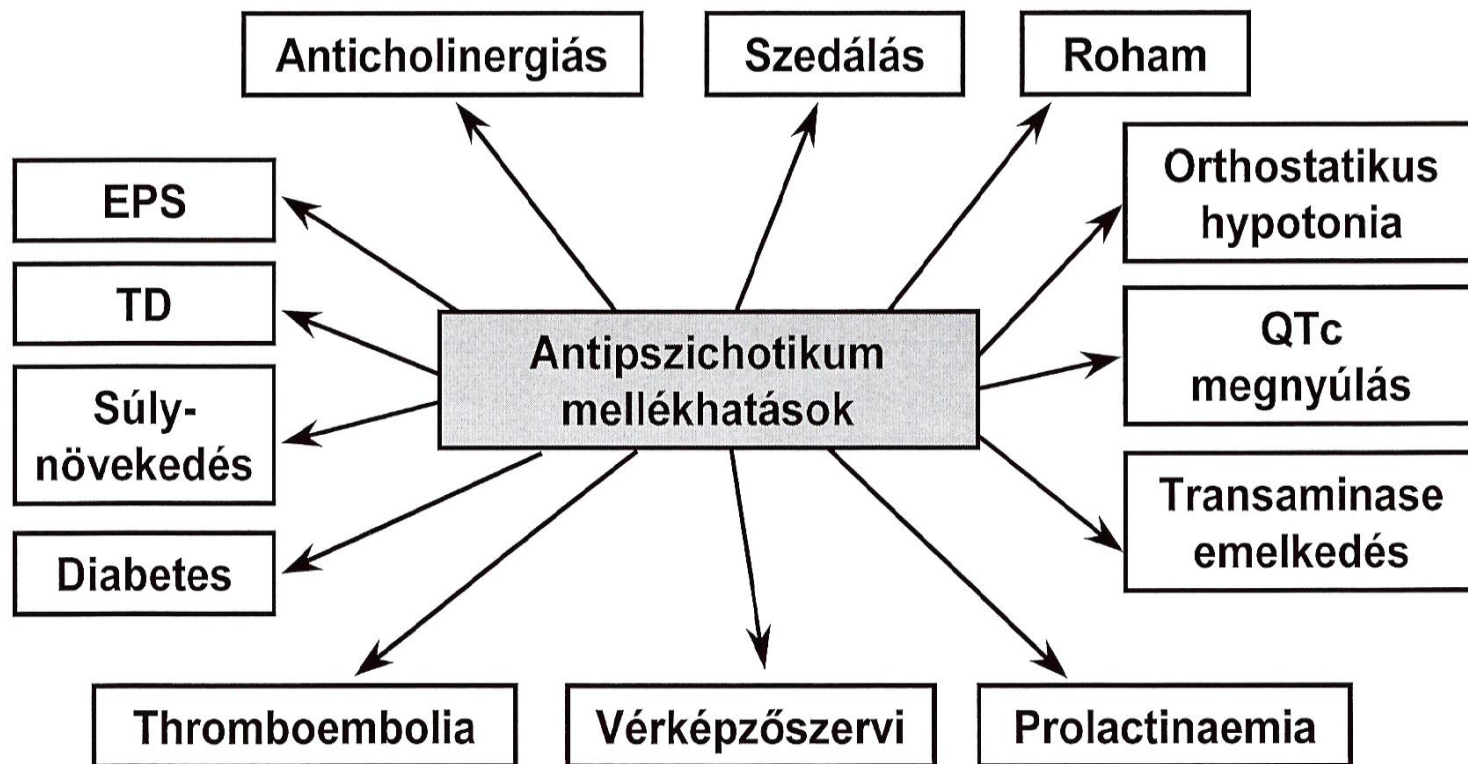 Anticholinergiás
Szedálás
Roham
EPS
TD
Súly-
növekedés
Diabetes
Antipszichotikum
mellékhatások
Orthostatikus
hypotonia
QTc
megnyúlás
Transaminase
emelkedés
Thromboembolia
Vérképzőszervi
Prolactinaemia